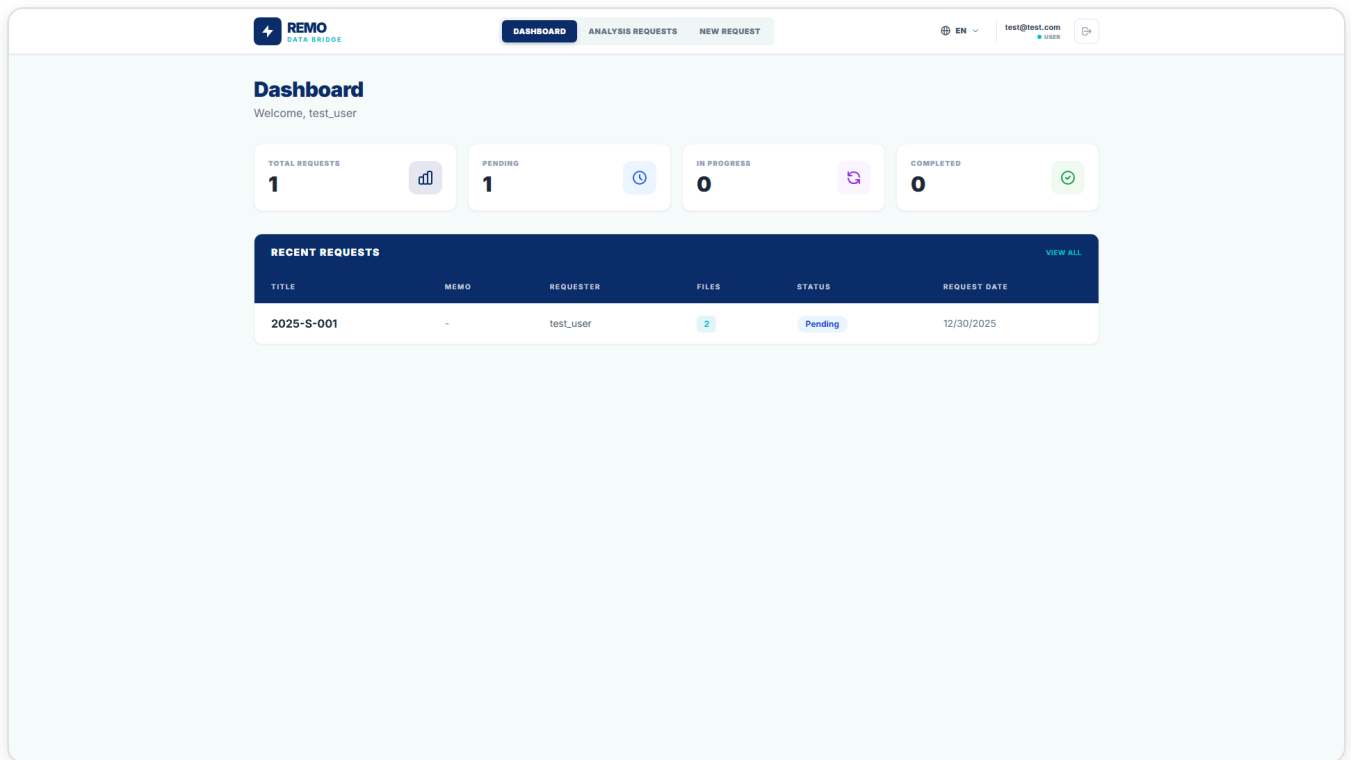 REMO
DATA BRIDGE
DASHBOARD
ANALYSIS REQUESTS
NEW REQUEST
EN
test@test.com
USER
Dashboard
Welcome, test_user
TOTAL REQUESTS
1
PENDING
1
IN PROGRESS
0
COMPLETED
0
RECENT REQUESTS
VIEW ALL
TITLE MEMO REQUESTER FILES STATUS REQUEST DATE
2025-S-001 - test_user 2 Pending 12/30/2025